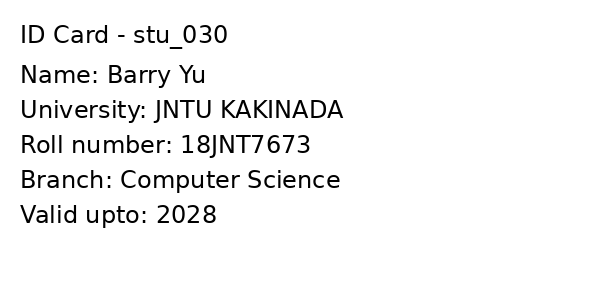 ID Card - stu_030
Name: Barry Yu
University: JNTU KAKINADA
Roll number: 18JNT7673
Branch: Computer Science
Valid upto: 2028